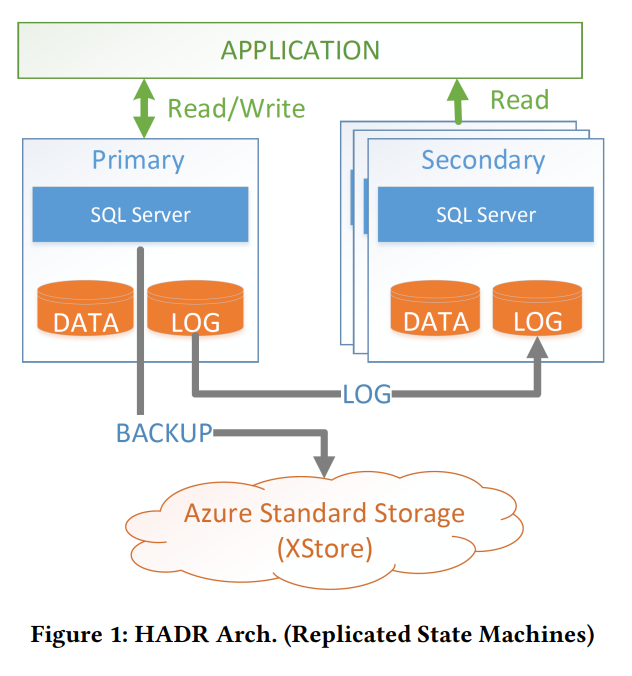 APPLICATION
Read/Write
Read
Primary
SQL Server
DATA
LOG
Secondary
SQL Server
DATA
LOG
LOG
BACKUP
Azure Standard Storage
(XStore)
Figure 1: HADR Arch. (Replicated State Machines)